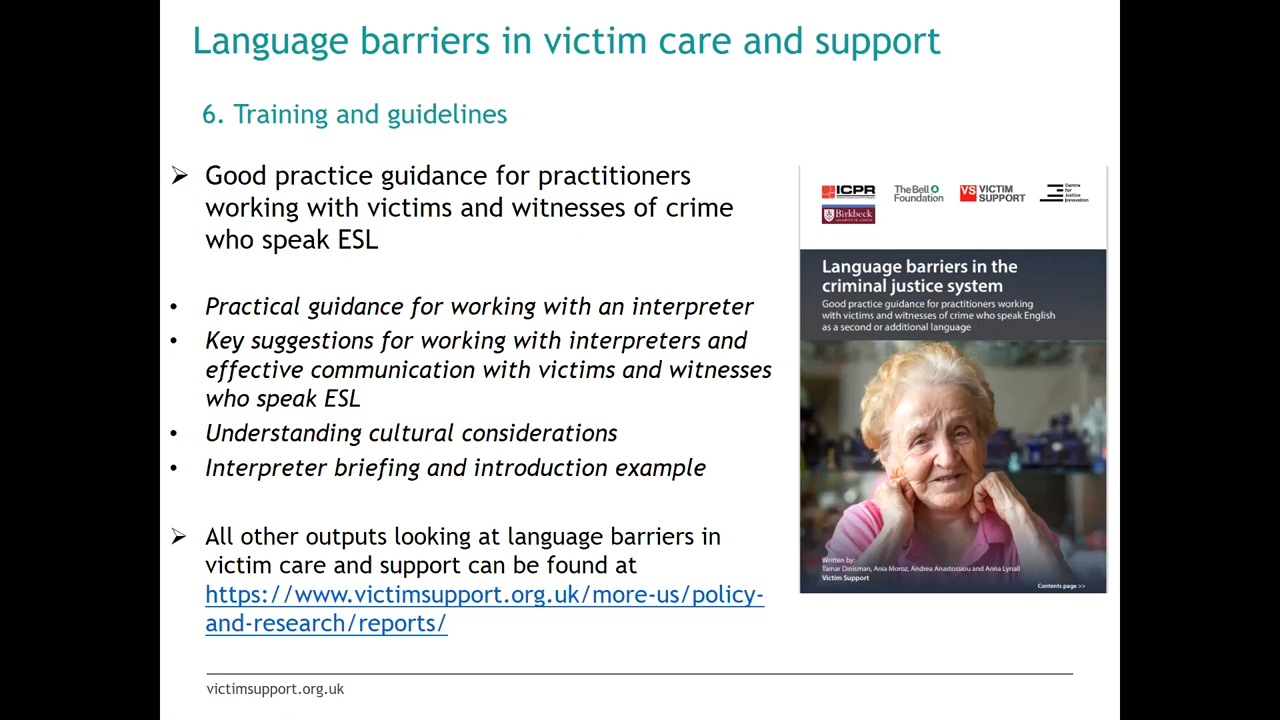 Language barriers in victim care and support
6. Training and guidelines
➢ Good practice guidance for practitioners
working with victims and witnesses of crime
who speak ESL
• Practical guidance for working with an interpreter
• Key suggestions for working with interpreters and
effective communication with victims and witnesses
who speak ESL
• Understanding cultural considerations
• Interpreter briefing and introduction example
➢ All other outputs looking at language barriers in
victim care and support can be found at
https://www.victimsupport.org.uk/more-us/policy-
and-research/reports/
ICPR
Birkbeck
The Bell
Foundation
VS VICTIM
SUPPORT
Centre
for
Justice
Innovation
Language barriers in the
criminal justice system
Good practice guidance for practitioners working
with victims and witnesses of crime who speak English
as a second or additional language
Written by:
Tamar Dinisman, Ania Moroz, Andrea Anastassiou and Anna Lynall
Victim Support
Contents page >>
victimsupport.org.uk